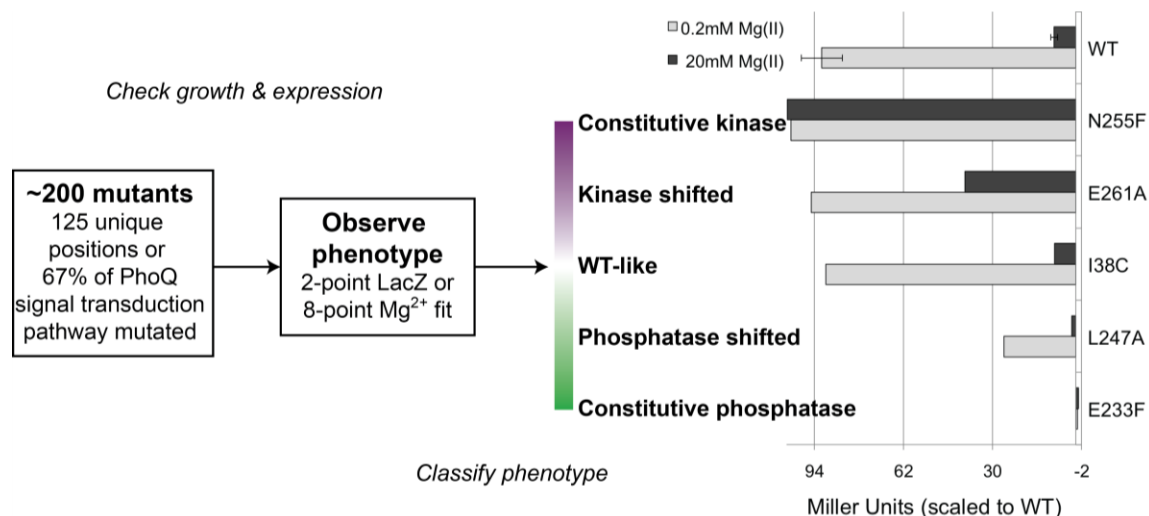 Check growth & expression
~200 mutants
125 unique
positions or
67% of PhoQ
signal transduction
pathway mutated
Observe
phenotype
2-point LacZ or
8-point Mg²⁺ fit
Constitutive kinase
Kinase shifted
WT-like
Phosphatase shifted
Constitutive phosphatase
Classify phenotype
0.2mM Mg(II)
20mM Mg(II)
WT
N255F
E261A
I38C
L247A
E233F
94 62 30 -2
Miller Units (scaled to WT)